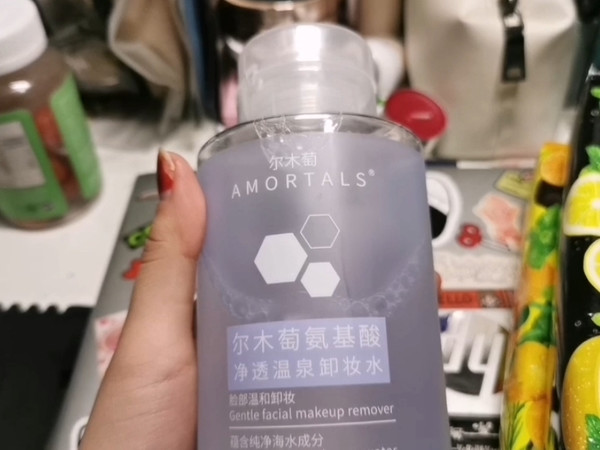 尔木萄
AMORTALS®
尔木萄氨基酸
净透温泉卸妆水
脸部温和卸妆
Gentle facial makeup remover
蕴含纯净海水成分